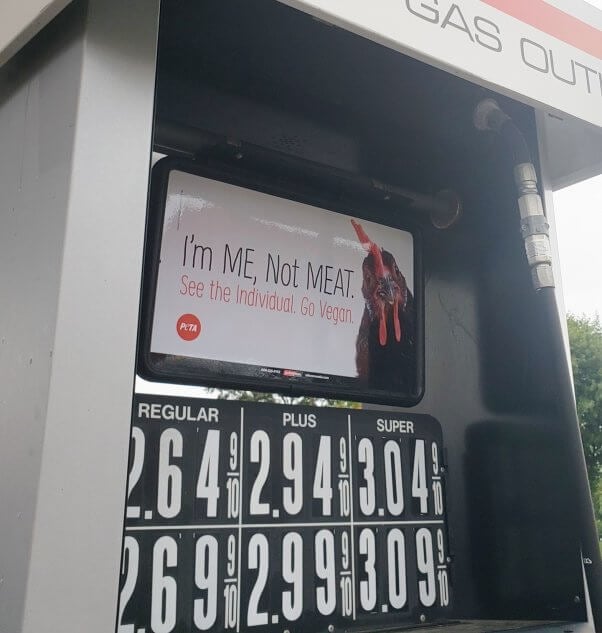 GAS OUT
I'm ME, Not MEAT.
See the Individual. Go Vegan.
PETA
REGULAR PLUS SUPER
2.64 9/10 2.94 9/10 3.04 9/10
2.69 9/10 2.99 9/10 3.09 9/10